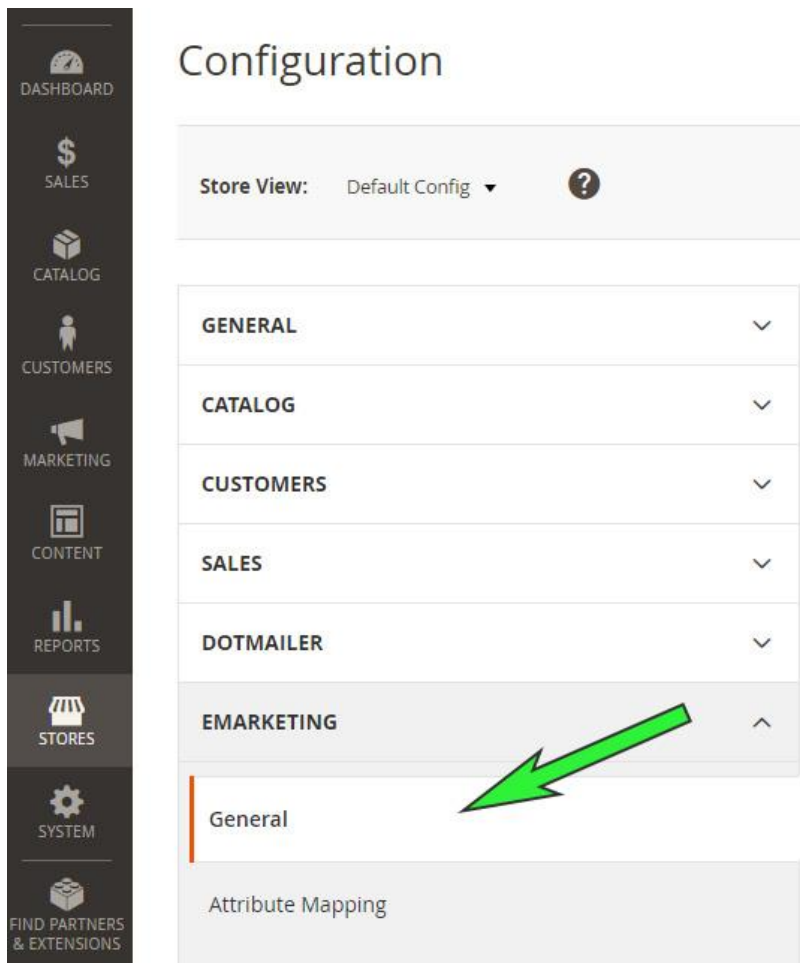 DASHBOARD
SALES
CATALOG
CUSTOMERS
MARKETING
CONTENT
REPORTS
STORES
SYSTEM
FIND PARTNERS
& EXTENSIONS
Configuration
Store View: Default Config
GENERAL
CATALOG
CUSTOMERS
SALES
DOTMAILER
EMARKETING
General
Attribute Mapping